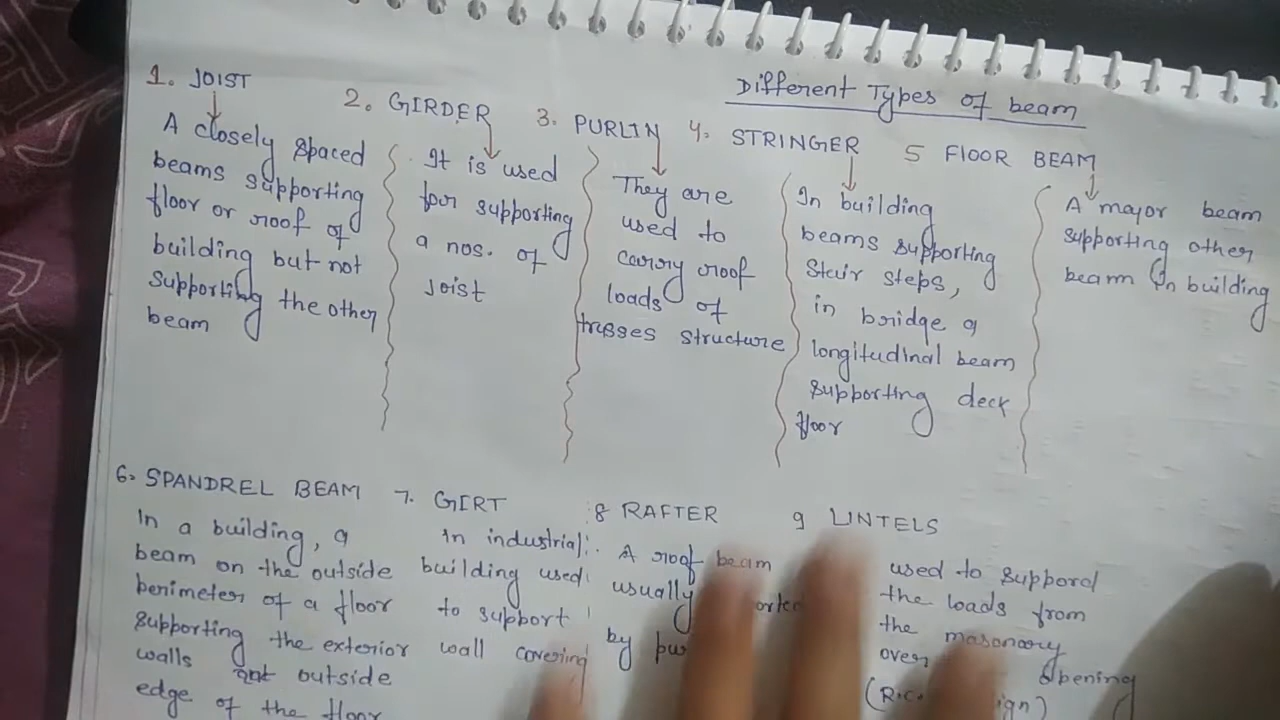 Different Types of beam
1. JOIST
A closely spaced
beams supporting
floor or roof of
building but not
supporting the other
beam
2. GIRDER
It is used
for supporting
a nos. of
joist
3. PURLIN
They are
used to
carry roof
loads of
trusses structure
4. STRINGER
In building
beams supporting
stair steps,
in bridge a
longitudinal beam
supporting deck
floor
5 FLOOR BEAM
A major beam
supporting other
beam in building
6. SPANDREL BEAM
In a building, a
beam on the outside
perimeter of a floor
supporting the exterior
walls outside
edge of the floor
7. GIRT
In industrial
building used
to support
wall covering
8 RAFTER
A roof beam
usually
by
9 LINTELS
used to supporol
the loads from
the masonory
over opening